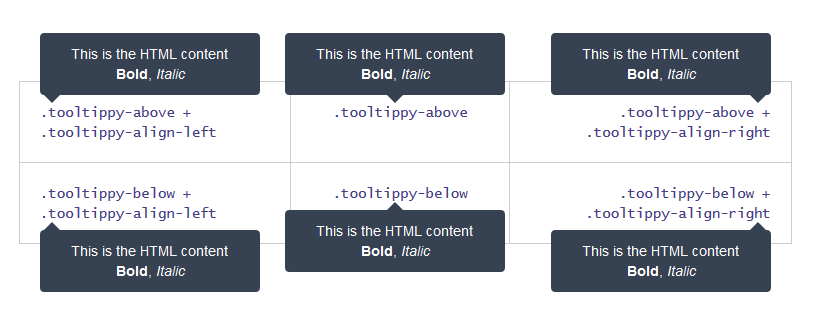 This is the HTML content
Bold, Italic
This is the HTML content
Bold, Italic
This is the HTML content
Bold, Italic
.tooltippy-above +
.tooltippy-align-left
.tooltippy-above
.tooltippy-above +
.tooltippy-align-right
.tooltippy-below +
.tooltippy-align-left
.tooltippy-below
.tooltippy-below +
.tooltippy-align-right
This is the HTML content
Bold, Italic
This is the HTML content
Bold, Italic
This is the HTML content
Bold, Italic